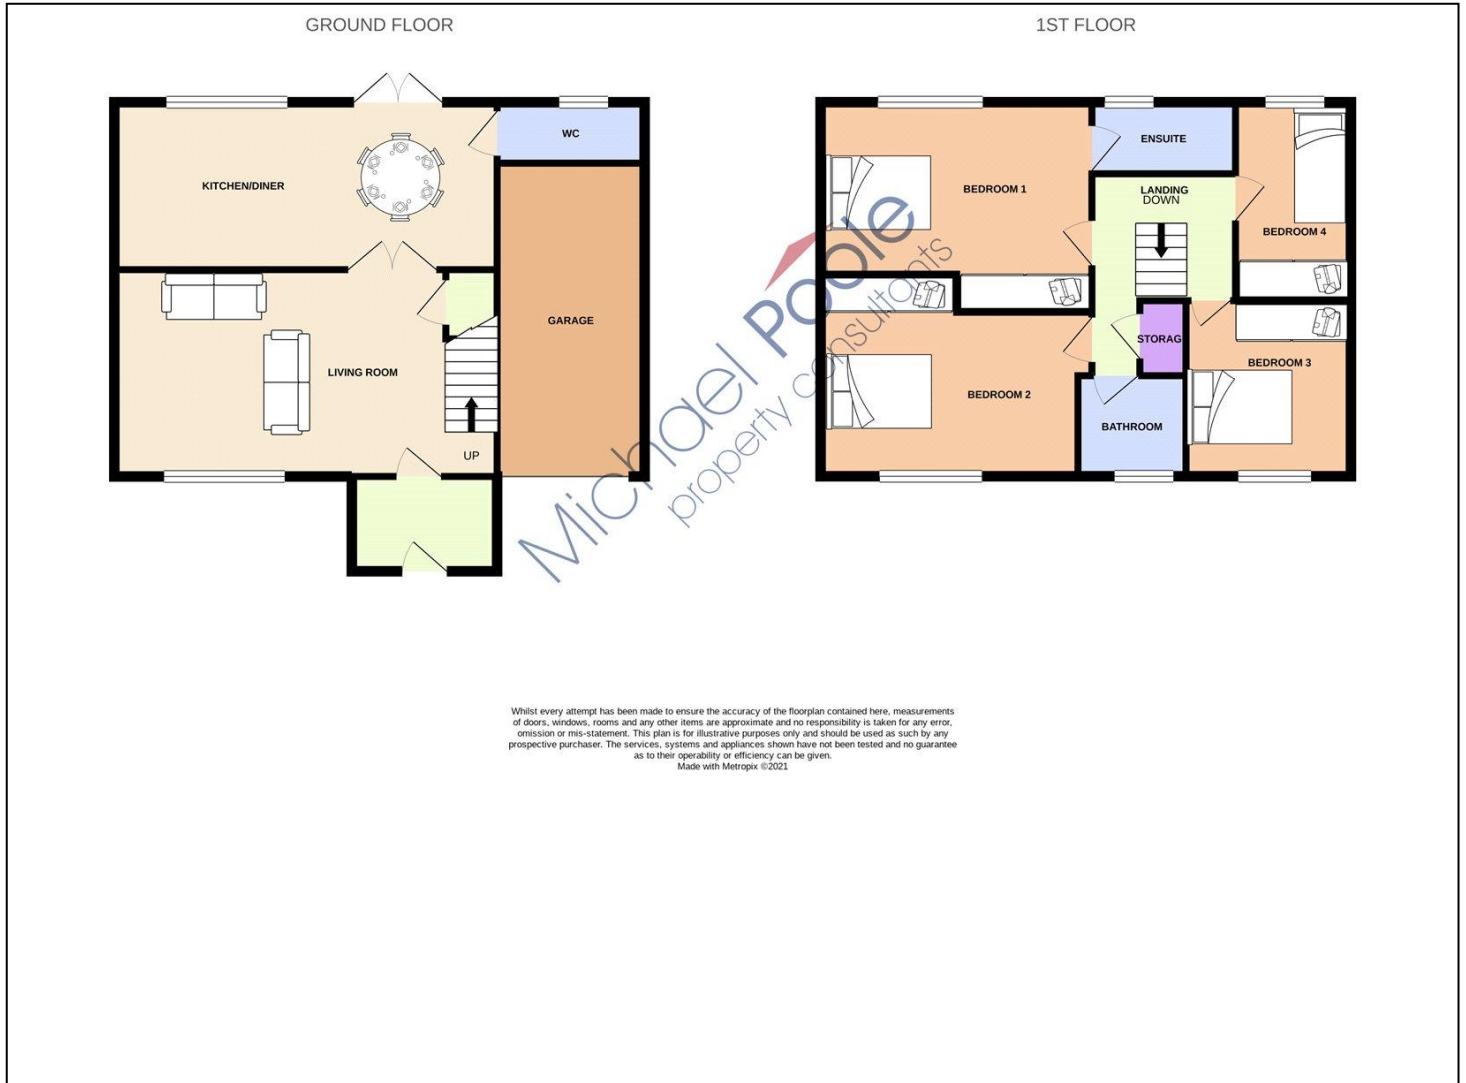 GROUND FLOOR
1ST FLOOR
WC
KITCHEN/DINER
GARAGE
LIVING ROOM
UP
ENSUITE
BEDROOM 1
LANDING
DOWN
BEDROOM 4
STORAG
BEDROOM 3
BEDROOM 2
BATHROOM
Michael Poole
property consultants
Whilst every attempt has been made to ensure the accuracy of the floorplan contained here, measurements
of doors, windows, rooms and any other items are approximate and no responsibility is taken for any error,
omission or mis-statement. This plan is for illustrative purposes only and should be used as such by any
prospective purchaser. The services, systems and appliances shown have not been tested and no guarantee
as to their operability or efficiency can be given.
Made with Metropix ©2021